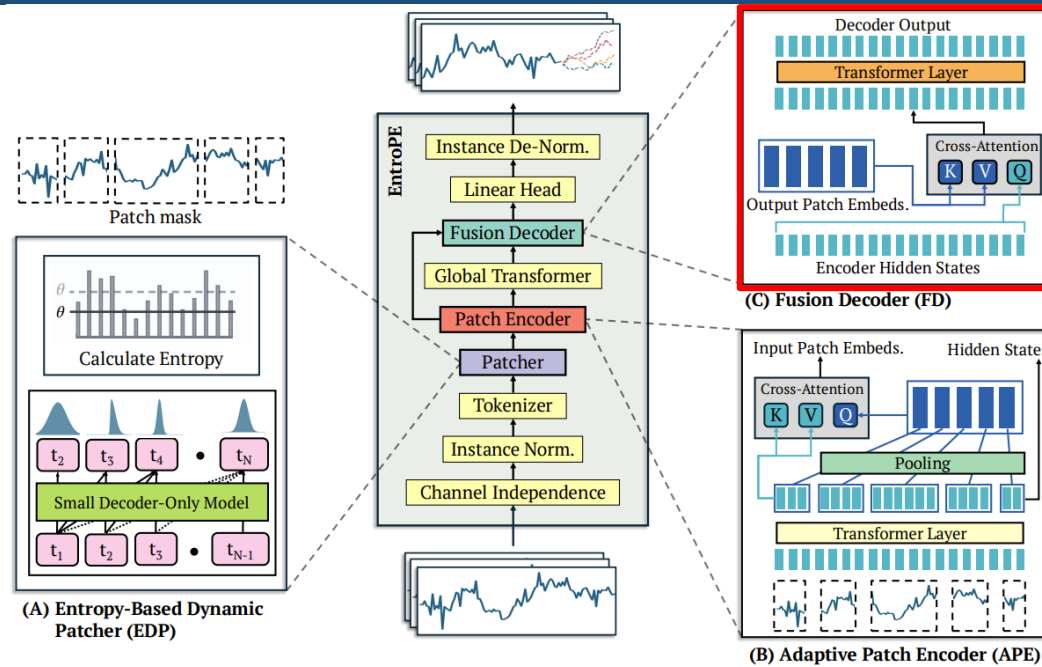 Patch mask
θ
θ
Calculate Entropy
t2
t3
t4
tN
Small Decoder-Only Model
t1
t2
t3
tN-1
(A) Entropy-Based Dynamic
Patcher (EDP)
EntroPE
Instance De-Norm.
Linear Head
Fusion Decoder
Global Transformer
Patch Encoder
Patcher
Tokenizer
Instance Norm.
Channel Independence
Decoder Output
Transformer Layer
Cross-Attention
K V Q
Output Patch Embeds.
Encoder Hidden States
(C) Fusion Decoder (FD)
Input Patch Embeds.
Hidden State
Cross-Attention
K V Q
Pooling
Transformer Layer
(B) Adaptive Patch Encoder (APE)